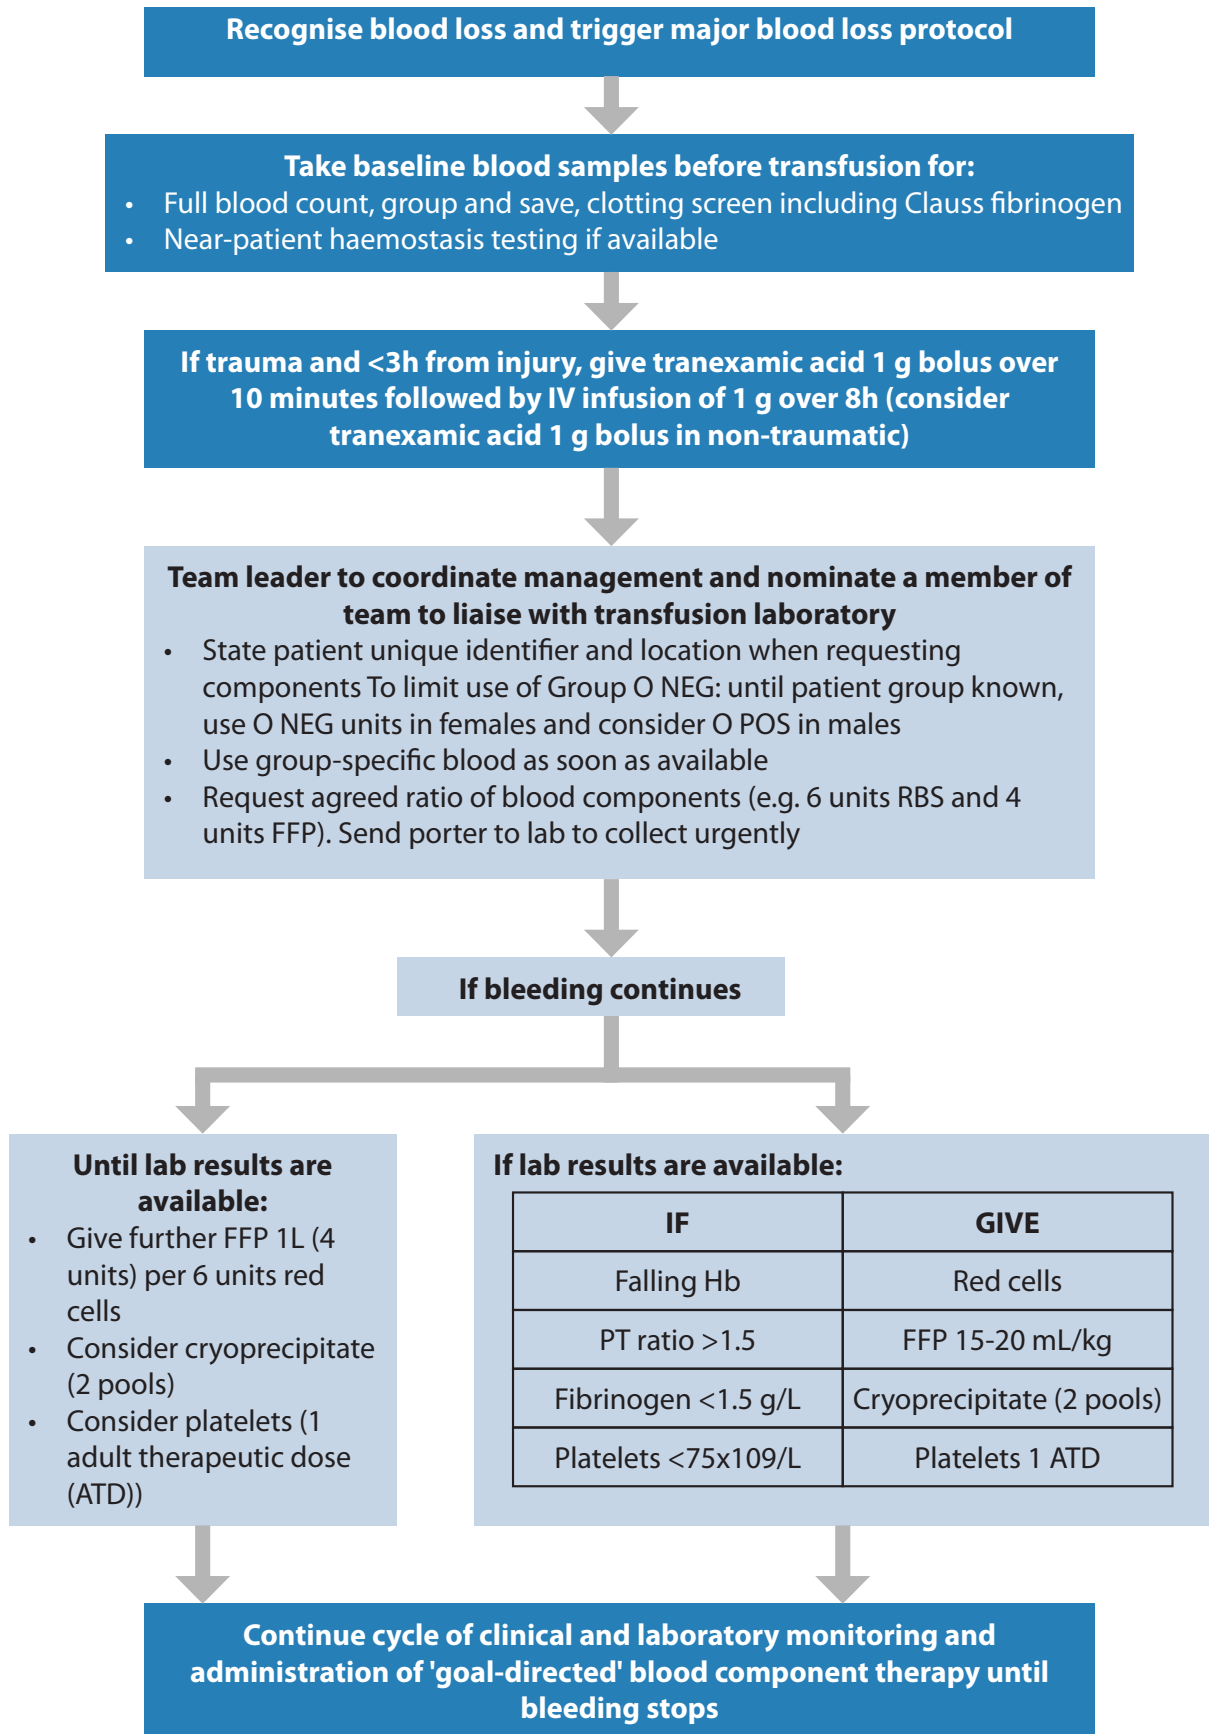 Recognise blood loss and trigger major blood loss protocol
Take baseline blood samples before transfusion for:
• Full blood count, group and save, clotting screen including Clauss fibrinogen
• Near-patient haemostasis testing if available
If trauma and <3h from injury, give tranexamic acid 1 g bolus over
10 minutes followed by IV infusion of 1 g over 8h (consider
tranexamic acid 1 g bolus in non-traumatic)
Team leader to coordinate management and nominate a member of
team to liaise with transfusion laboratory
• State patient unique identifier and location when requesting
components To limit use of Group O NEG: until patient group known,
use O NEG units in females and consider O POS in males
• Use group-specific blood as soon as available
• Request agreed ratio of blood components (e.g. 6 units RBS and 4
units FFP). Send porter to lab to collect urgently
If bleeding continues
Until lab results are
available:
• Give further FFP 1L (4
units) per 6 units red
cells
• Consider cryoprecipitate
(2 pools)
• Consider platelets (1
adult therapeutic dose
(ATD))
If lab results are available:
IF GIVE
Falling Hb Red cells
PT ratio >1.5 FFP 15-20 mL/kg
Fibrinogen <1.5 g/L Cryoprecipitate (2 pools)
Platelets <75x109/L Platelets 1 ATD
Continue cycle of clinical and laboratory monitoring and
administration of 'goal-directed' blood component therapy until
bleeding stops